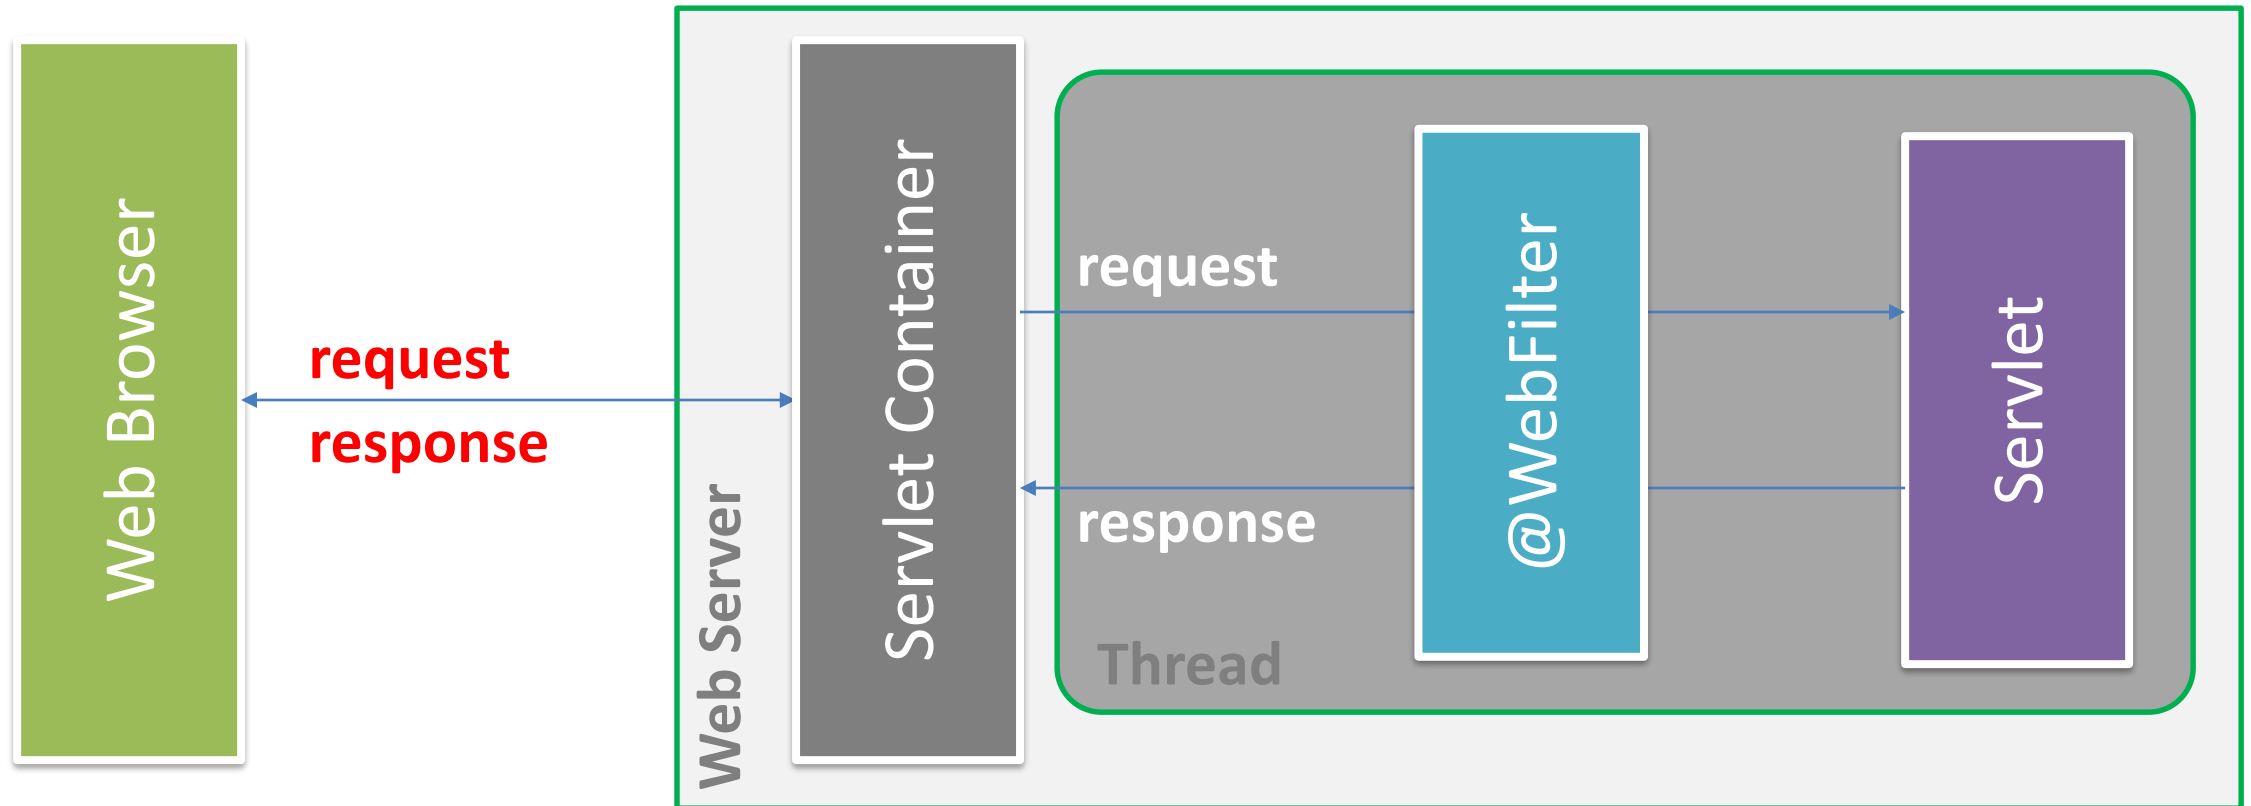 Web Browser
request
response
Web Server
Servlet Container
request
response
Thread
@WebFilter
Servlet